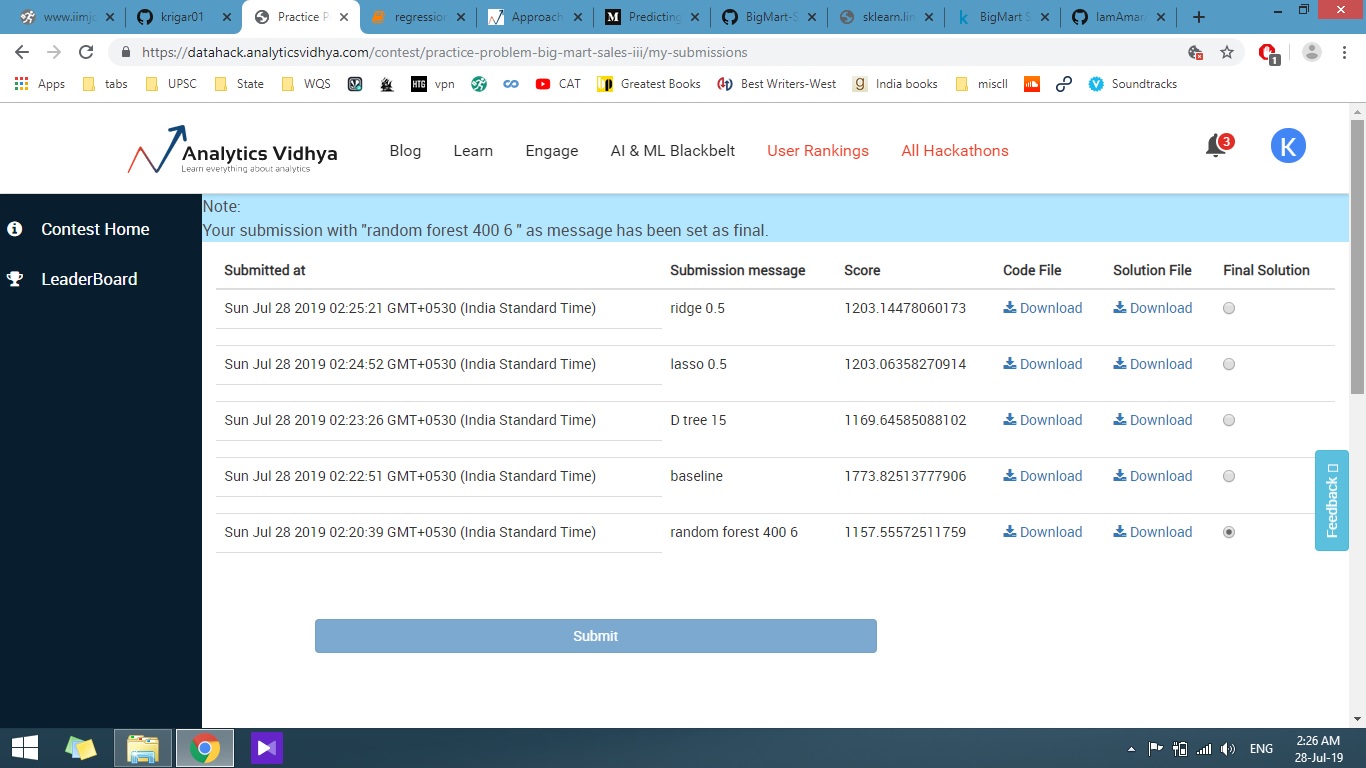 www.iimjc
krigar01
Practice P
regression
Approach
Predicting
BigMart-S
sklearn.lin
BigMart S
IamAmar
https://datahack.analyticsvidhya.com/contest/practice-problem-big-mart-sales-iii/my-submissions
1
Apps
tabs
UPSC
State
WQS
HTG
vpn
CAT
Greatest Books
Best Writers-West
India books
miscll
Soundtracks
Analytics Vidhya
Learn everything about analytics
Blog
Learn
Engage
AI & ML Blackbelt
User Rankings
All Hackathons
3
K
Contest Home
LeaderBoard
Note:
Your submission with "random forest 400 6 " as message has been set as final.
Submitted at Submission message Score Code File Solution File Final Solution
Sun Jul 28 2019 02:25:21 GMT+0530 (India Standard Time) ridge 0.5 1203.14478060173 Download Download
Sun Jul 28 2019 02:24:52 GMT+0530 (India Standard Time) lasso 0.5 1203.06358270914 Download Download
Sun Jul 28 2019 02:23:26 GMT+0530 (India Standard Time) D tree 15 1169.64585088102 Download Download
Sun Jul 28 2019 02:22:51 GMT+0530 (India Standard Time) baseline 1773.82513777906 Download Download
Sun Jul 28 2019 02:20:39 GMT+0530 (India Standard Time) random forest 400 6 1157.55572511759 Download Download
Feedback
Submit
ENG
2:26 AM
28-Jul-19